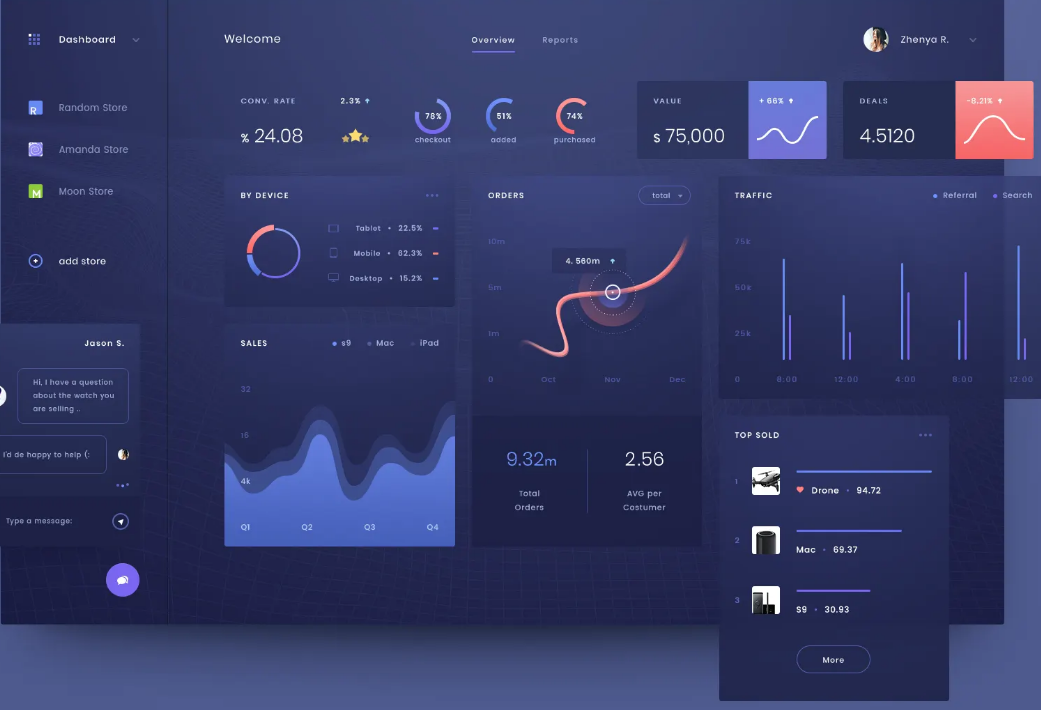 Dashboard
Welcome
Overview
Reports
Zhenya R.
R
Random Store
Amanda Store
M
Moon Store
add store
CONV. RATE
2.3%
% 24.08
78%
checkout
51%
added
74%
purchased
VALUE
$ 75,000
+ 66%
DEALS
4.5120
-8.21%
BY DEVICE
Tablet • 22.5%
Mobile • 62.3%
Desktop • 15.2%
ORDERS
total
10m
4. 560m
5m
1m
0 Oct Nov Dec
9.32m
Total
Orders
2.56
AVG per
Costumer
TRAFFIC
Referral
Search
75k
50k
25k
0 8:00 12:00 4:00 8:00 12:00
SALES
s9
Mac
iPad
32
16
4k
Q1 Q2 Q3 Q4
TOP SOLD
1
Drone • 94.72
2
Mac • 69.37
3
S9 • 30.93
More
Jason S.
Hi, I have a question
about the watch you
are selling ..
I'd de happy to help (:
Type a message: